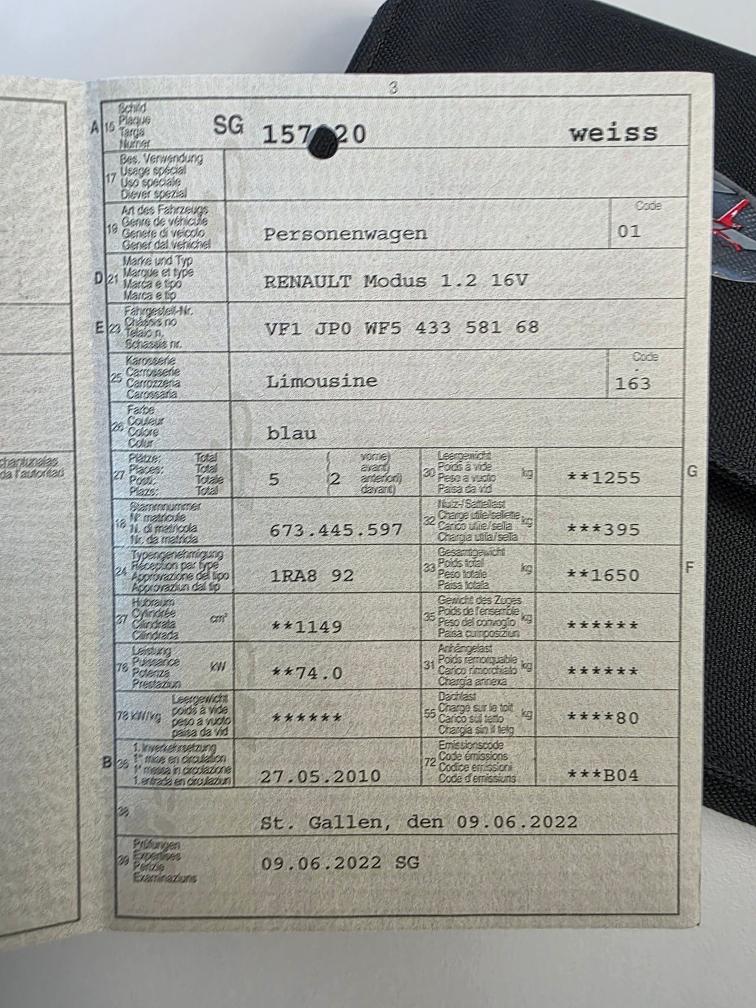 3
A 15 Schild Plaque Targa Numer SG 157 20 weiss
17 Bes. Verwendung Usage spécial Uso speciale Diever spezial
19 Art des Fahrzeugs Genre de véhicule Genere di veicolo Gener dal vehichel Personenwagen Code 01
D 21 Marke und Typ Marque et type Marca e tipo Marca e tip RENAULT Modus 1.2 16V
E 23 Fahrgestell-Nr. Châssis no Telaio n. Schassis nr. VF1 JP0 WF5 433 581 68
25 Karosserie Carrosserie Carrozzeria Carossaria Limousine Code 163
26 Farbe Couleur Colore Colur blau
27 Plätze: Total Places: Total Posti: Totale Plazs: Total 5 (2 vorne) avant) anteriori) davant)
30 Leergewicht Poids à vide Peso a vuoto Paisa da vid kg **1255 G
18 Stammnummer N° matricule N. di matricola Nr. da matricla 673.445.597
32 Nutz-/Sattellast Charge utile/sellette Carico utile/sella Chargia utila/sella kg ***395
24 Typengenehmigung Réception par type Approvazione del tipo Approvaziun dal tip 1RA8 92
33 Gesamtgewicht Poids total Peso totale Paisa totala kg **1650 F
37 Hubraum Cylindrée Cilindrata Cilindrada cm³ **1149
35 Gewicht des Zuges Poids de l'ensemble Peso del convoglio Paisa cumposiziun kg ******
76 Leistung Puissance Potenza Prestaziun kW **74.0
31 Anhängelast Poids remorquable Carico rimorchiato Chargia annexa kg ******
78 kW/kg Leergewicht poids à vide peso a vuoto paisa da vid ******
55 Dachlast Charge sur le toit Carico sul tetto Chargia sin il tetg kg ****80
B 36 1. Inverkehrsetzung 1re mise en circulation 1a messa in circolazione 1. entrada en circulaziun 27.05.2010
72 Emissionscode Code émissions Codice emissioni Code d'emissiuns ***B04
38 St. Gallen, den 09.06.2022
39 Prüfungen Expertises Perizie Examinaziuns 09.06.2022 SG